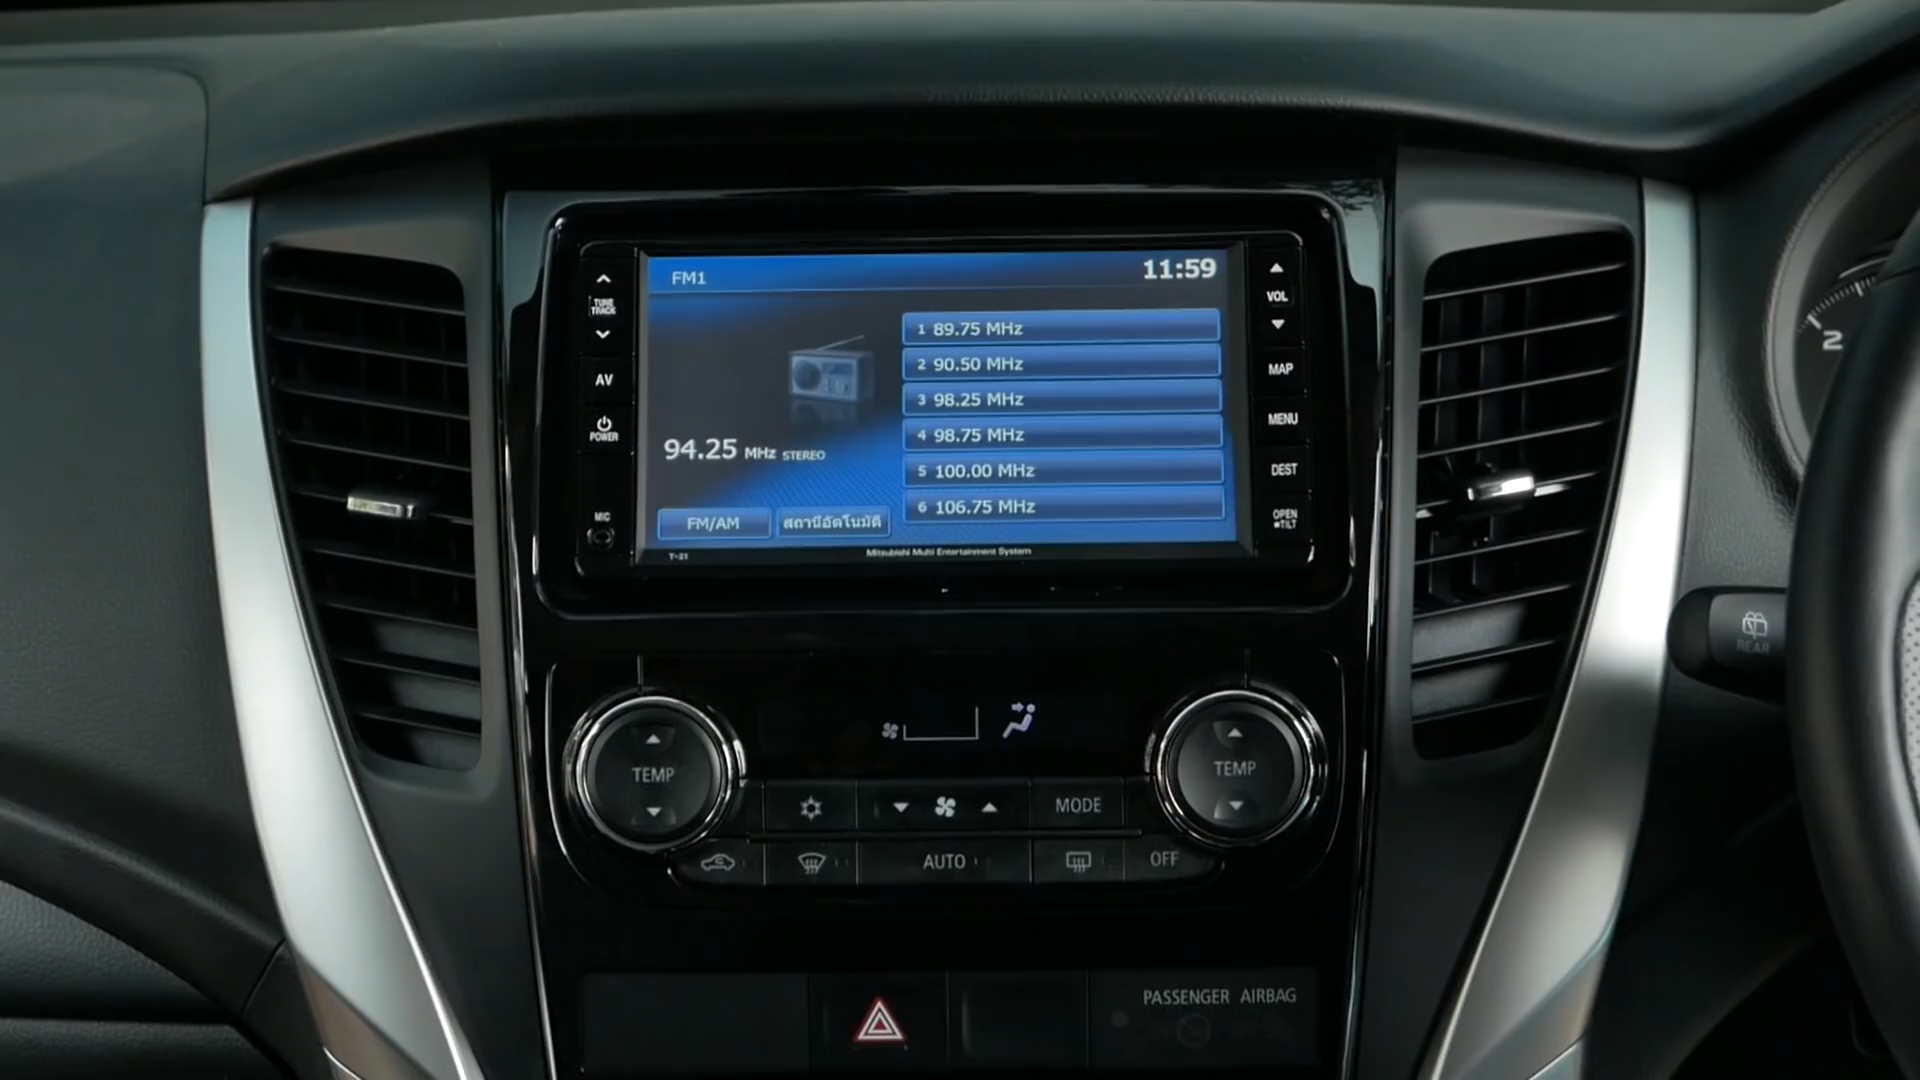 FM1
11:59
TUNE
TRACK
AV
POWER
MIC
94.25 MHz STEREO
1 89.75 MHz
2 90.50 MHz
3 98.25 MHz
4 98.75 MHz
5 100.00 MHz
6 106.75 MHz
FM/AM
สถานีอัตโนมัติ
T-21
Mitsubishi Multi Entertainment System
VOL
MAP
MENU
DEST
OPEN
TILT
2
REAR
TEMP
TEMP
MODE
AUTO
OFF
PASSENGER AIRBAG